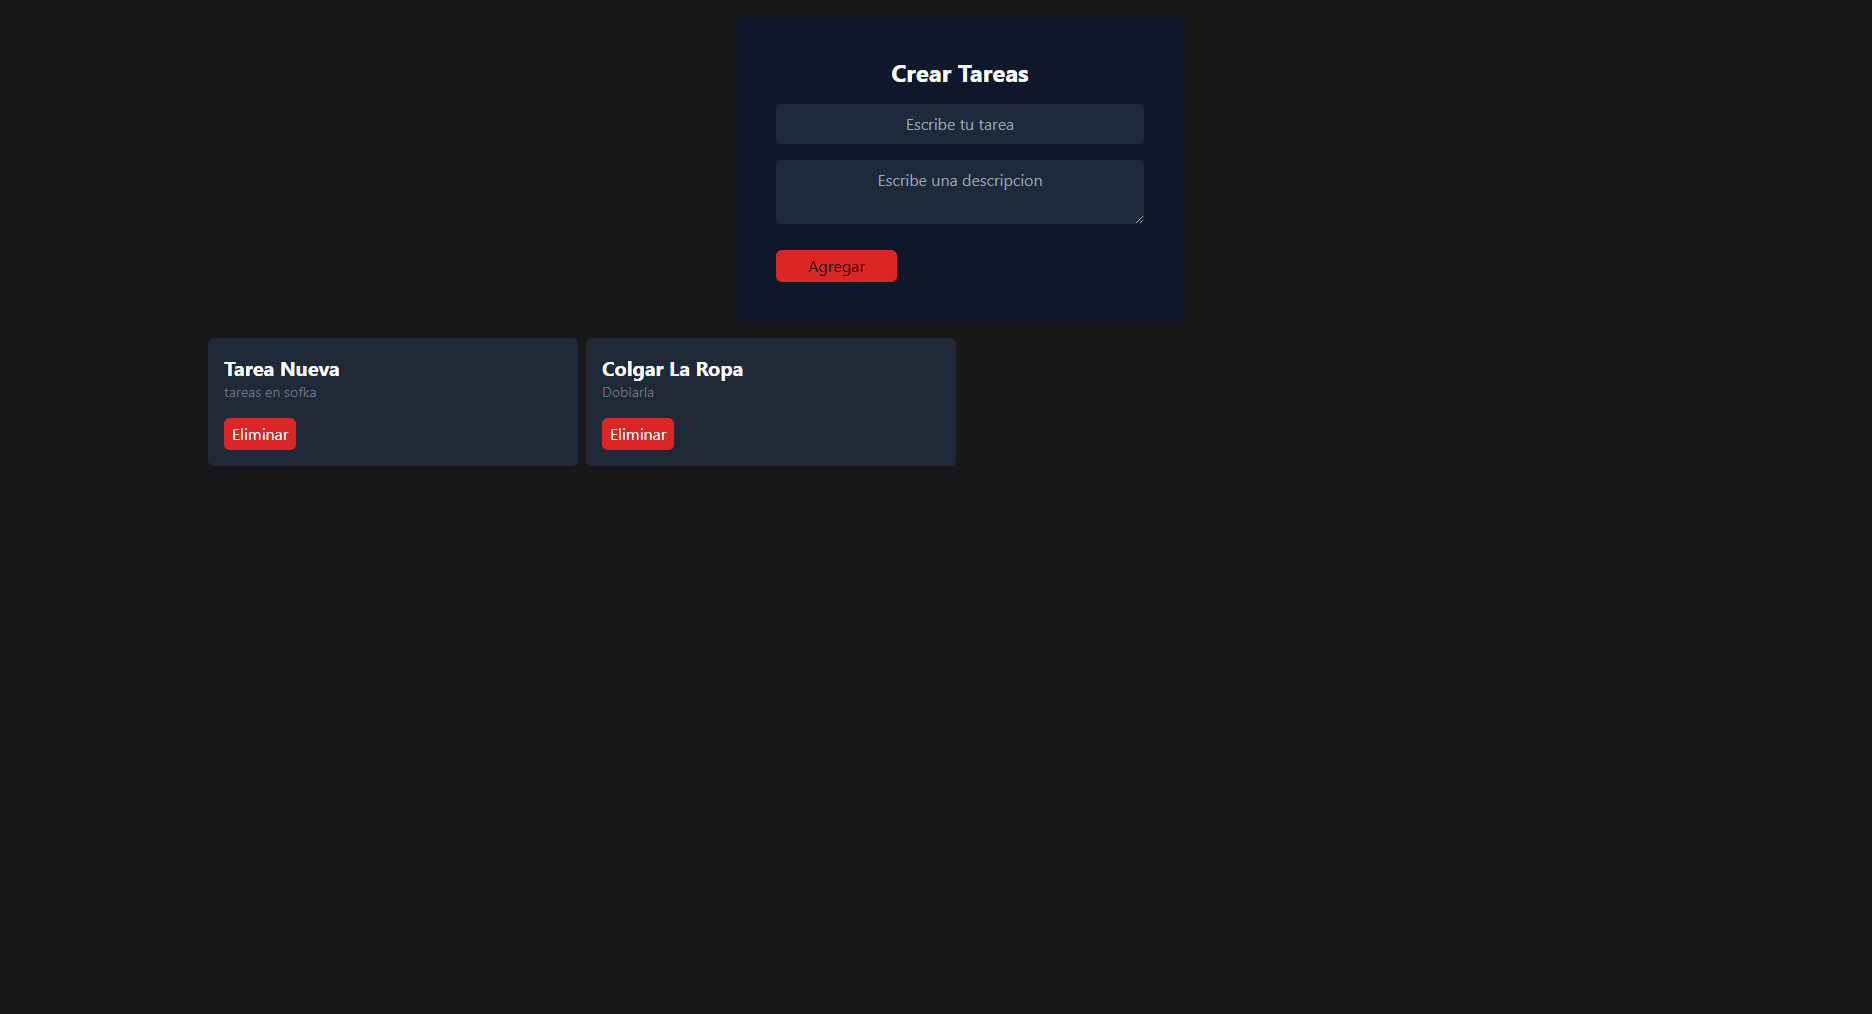 Crear Tareas
Escribe tu tarea
Escribe una descripcion
Agregar
Tarea Nueva
tareas en sofka
Eliminar
Colgar La Ropa
Doblarla
Eliminar